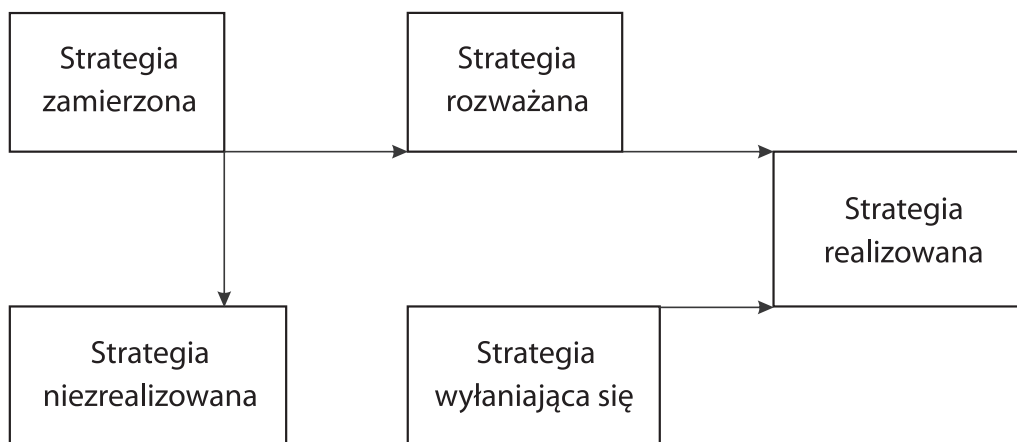 Strategia
zamierzona
Strategia
rozważana
Strategia
realizowana
Strategia
niezrealizowana
Strategia
wyłaniająca się